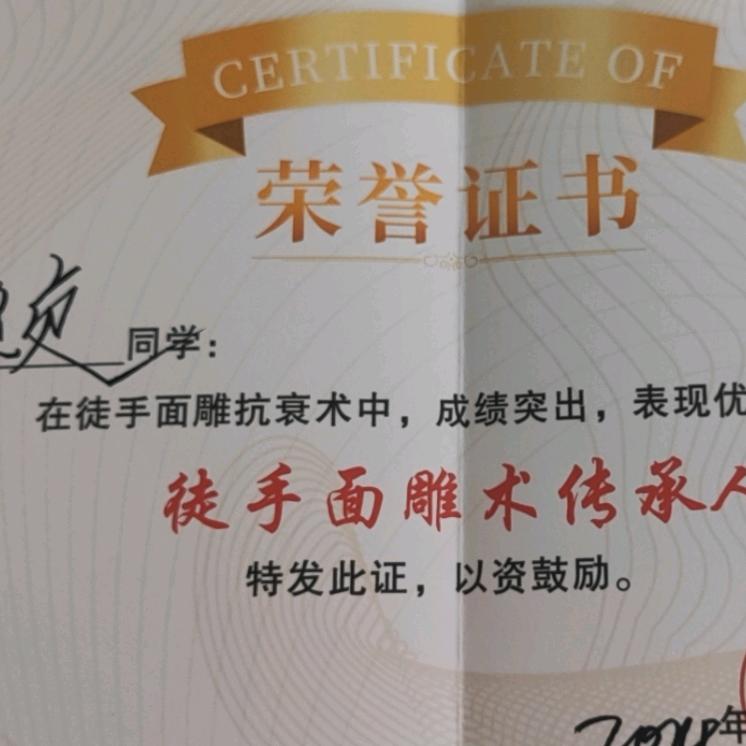 CERTIFICATE OF
荣誉证书
同学：
在徒手面雕抗衰术中，成绩突出，表现优
徒手面雕术传承人
特发此证，以资鼓励。
年